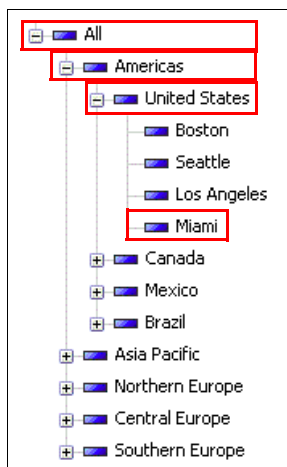 All
Americas
United States
Boston
Seattle
Los Angeles
Miami
Canada
Mexico
Brazil
Asia Pacific
Northern Europe
Central Europe
Southern Europe